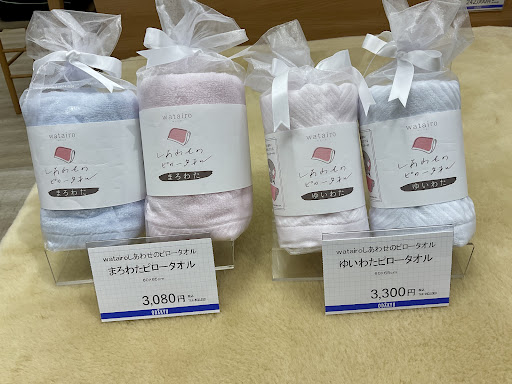 watairo
しあわせの
ピロータオル
まろわた
watairo
しあわせの
ピロータオル
まろわた
watairo
しあわせの
ピロータオル
ゆいわた
watairo
しあわせの
ピロータオル
ゆいわた
watairoしあわせのピロータオル
まろわたピロータオル
3,080円
watairoしあわせのピロータオル
ゆいわたピロータオル
3,300円